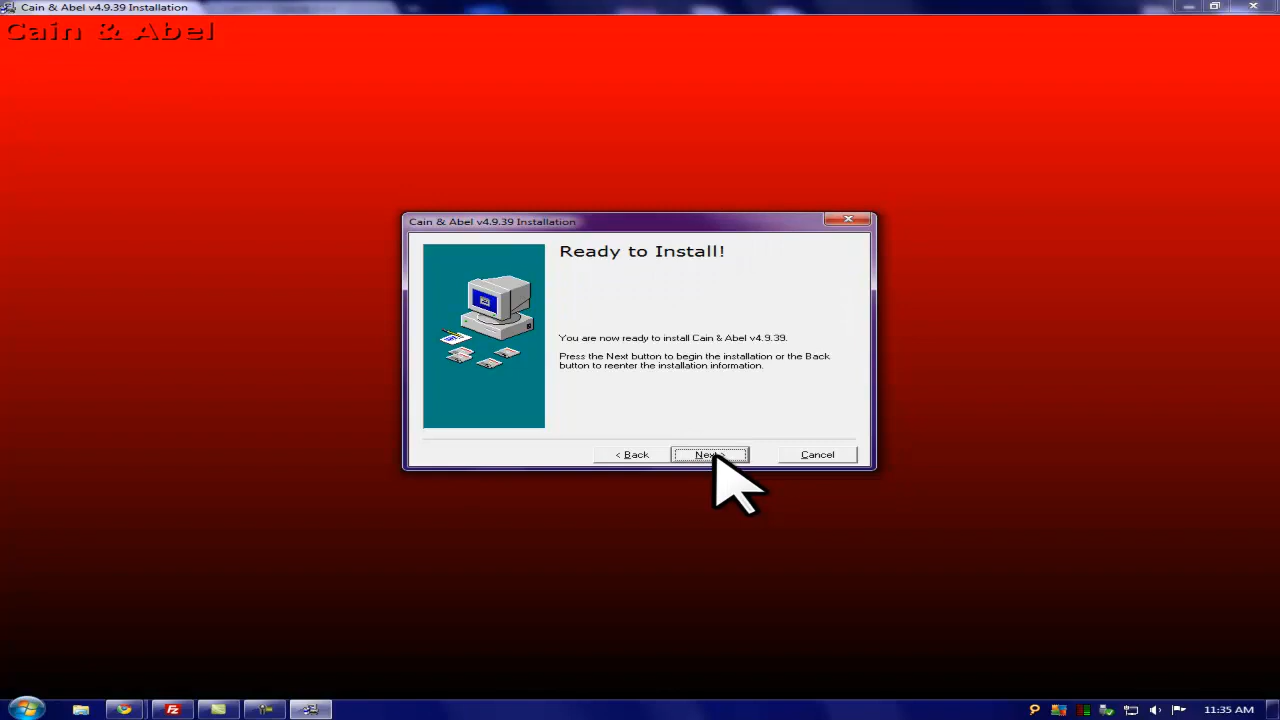 Cain & Abel v4.9.39 Installation
Cain & Abel
Cain & Abel v4.9.39 Installation
Ready to Install!
You are now ready to install Cain & Abel v4.9.39.
Press the Next button to begin the installation or the Back
button to reenter the installation information.
< Back
Next >
Cancel
Fz
11:35 AM